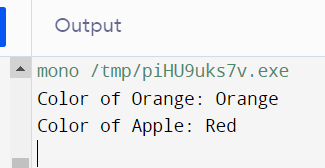 Output
mono /tmp/piHU9uks7v.exe
Color of Orange: Orange
Color of Apple: Red